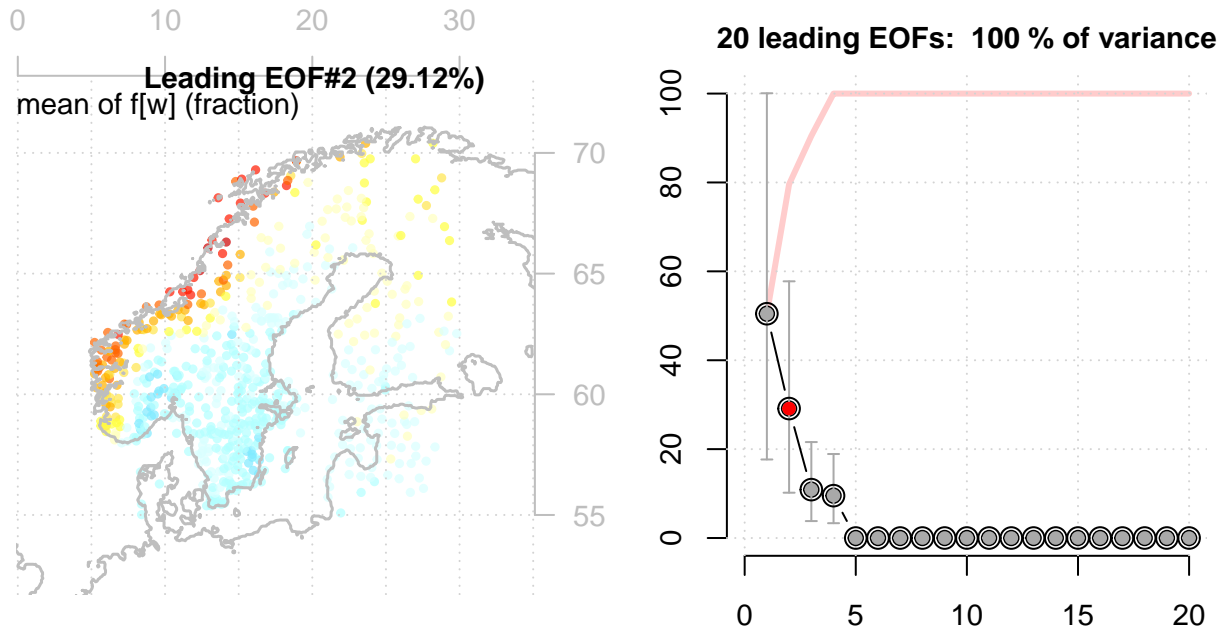 0 10 20 30
Leading EOF#2 (29.12%)
mean of f[w] (fraction)
70
65
60
55
20 leading EOFs: 100 % of variance
100
80
60
40
20
0
0 5 10 15 20